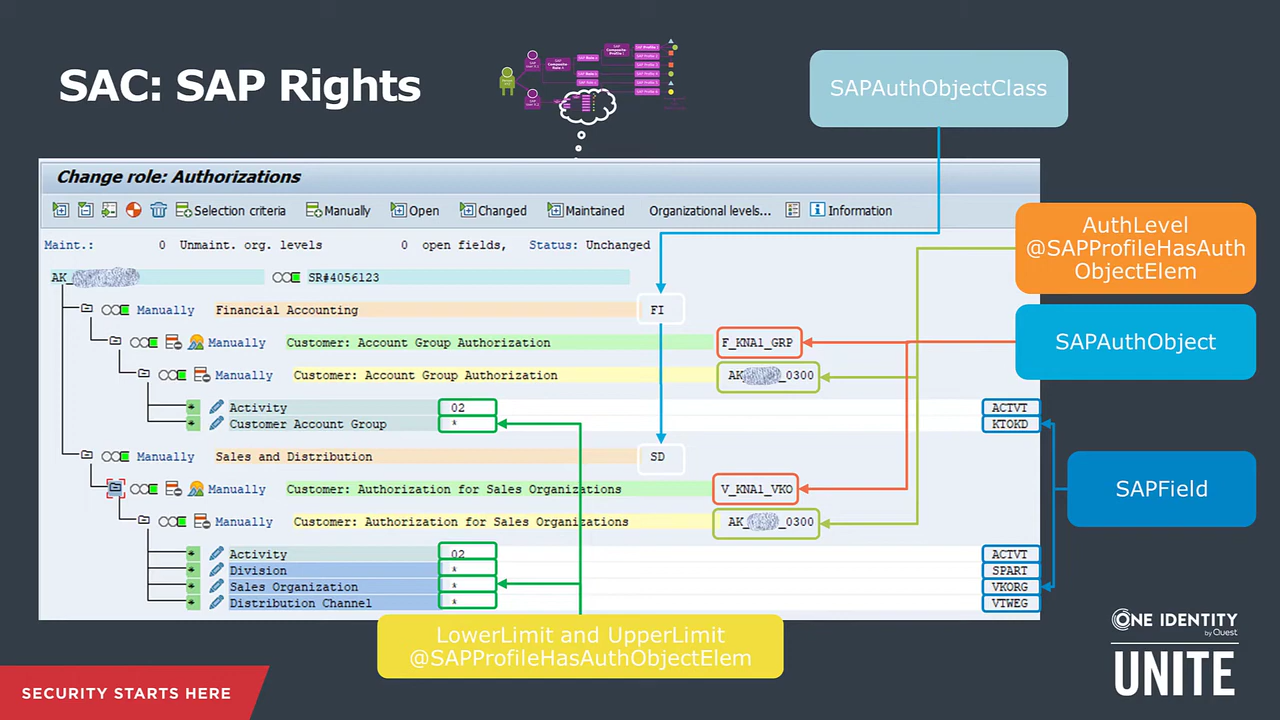 SAC: SAP Rights
SAPAuthObjectClass
Change role: Authorizations
Selection criteria
Manually
Open
Changed
Maintained
Organizational levels...
Information
Maint.: 0 Unmaint. org. levels 0 open fields, Status: Unchanged
AuthLevel
@SAPProfileHasAuth
ObjectElem
AK_ SR#4056123
Manually Financial Accounting FI
Manually Customer: Account Group Authorization F_KNA1_GRP
SAPAuthObject
Manually Customer: Account Group Authorization AK_ _0300
Activity 02 ACTVT
Customer Account Group * KTOKD
Manually Sales and Distribution SD
Manually Customer: Authorization for Sales Organizations V_KNA1_VKO
SAPField
Manually Customer: Authorization for Sales Organizations AK_ _0300
Activity 02 ACTVT
Division * SPART
Sales Organization * VKORG
Distribution Channel * VTWEG
LowerLimit and UpperLimit
@SAPProfileHasAuthObjectElem
ONE IDENTITY
by Quest
UNITE
SECURITY STARTS HERE